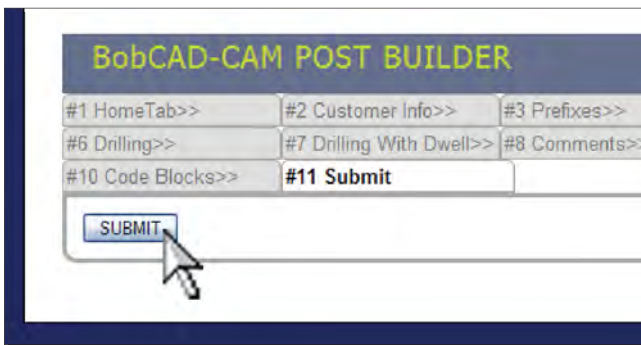 BobCAD-CAM POST BUILDER
#1 HomeTab>> #2 Customer Info>> #3 Prefixes>>
#6 Drilling>> #7 Drilling With Dwell>> #8 Comments>>
#10 Code Blocks>> #11 Submit
SUBMIT